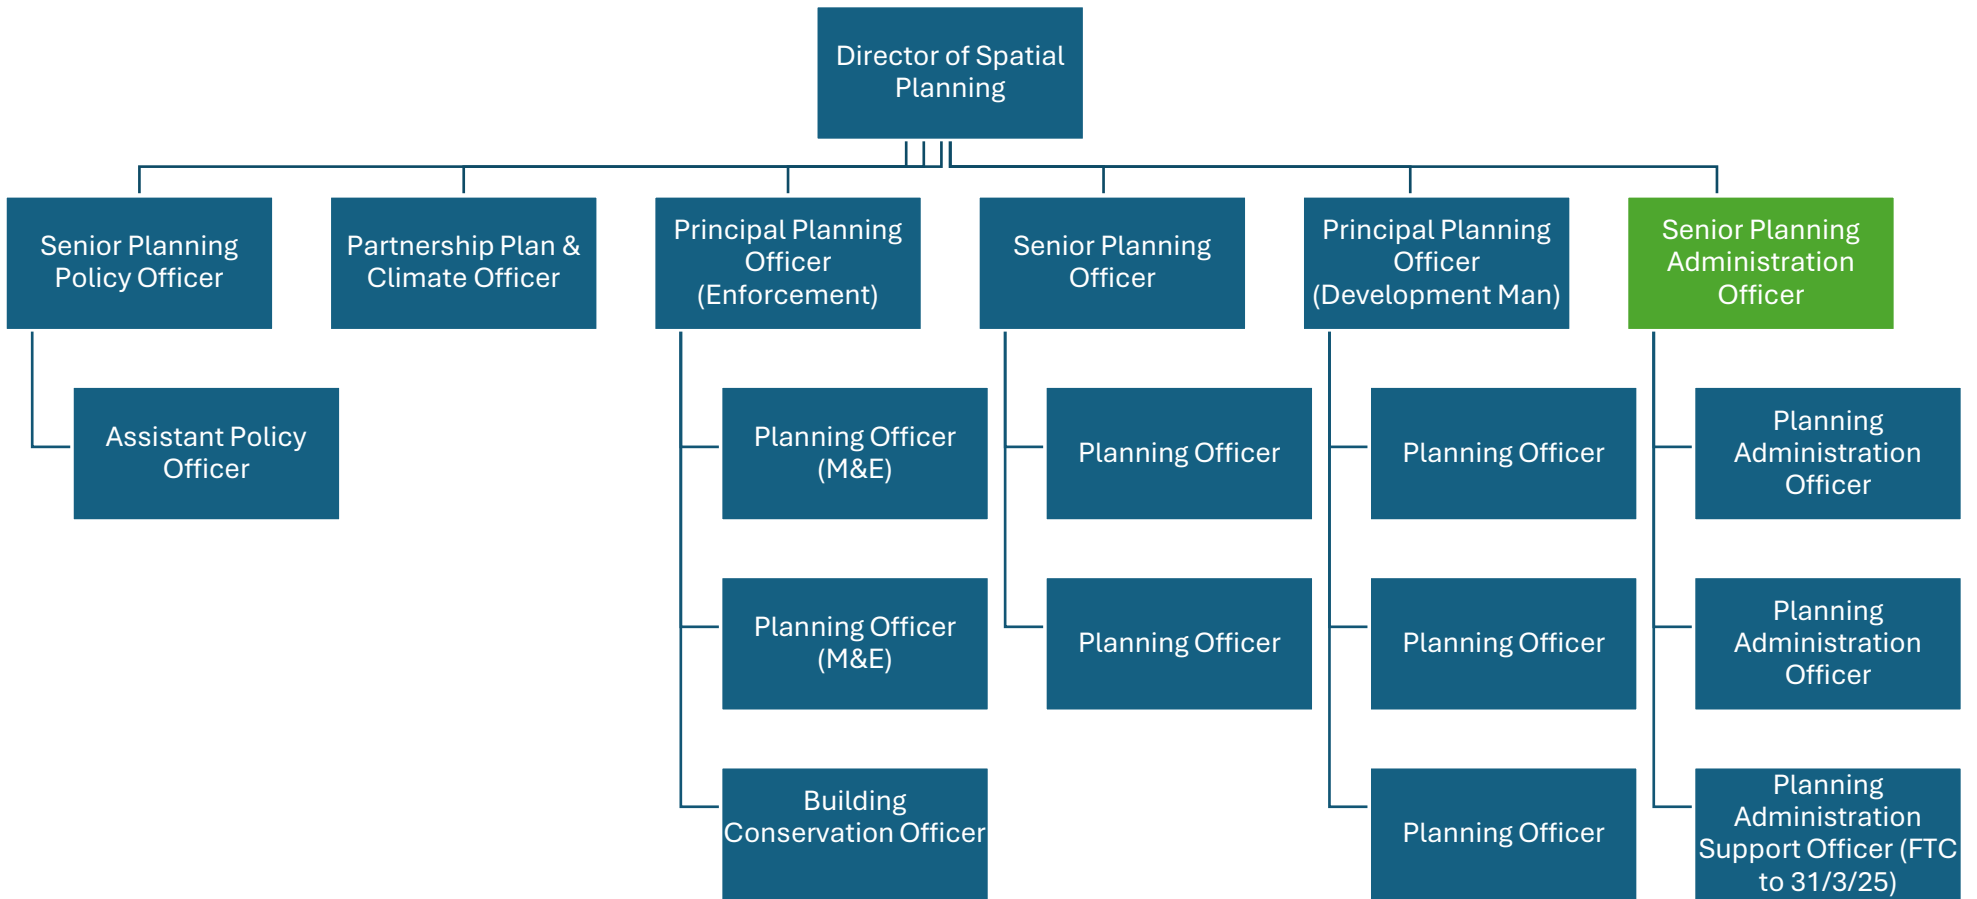 Director of Spatial
Planning
Senior Planning
Policy Officer
Partnership Plan &
Climate Officer
Principal Planning
Officer
(Enforcement)
Senior Planning
Officer
Principal Planning
Officer
(Development Man)
Senior Planning
Administration
Officer
Assistant Policy
Officer
Planning Officer
(M&E)
Planning Officer
Planning Officer
Planning
Administration
Officer
Planning Officer
(M&E)
Planning Officer
Planning Officer
Planning
Administration
Officer
Building
Conservation Officer
Planning Officer
Planning
Administration
Support Officer (FTC
to 31/3/25)